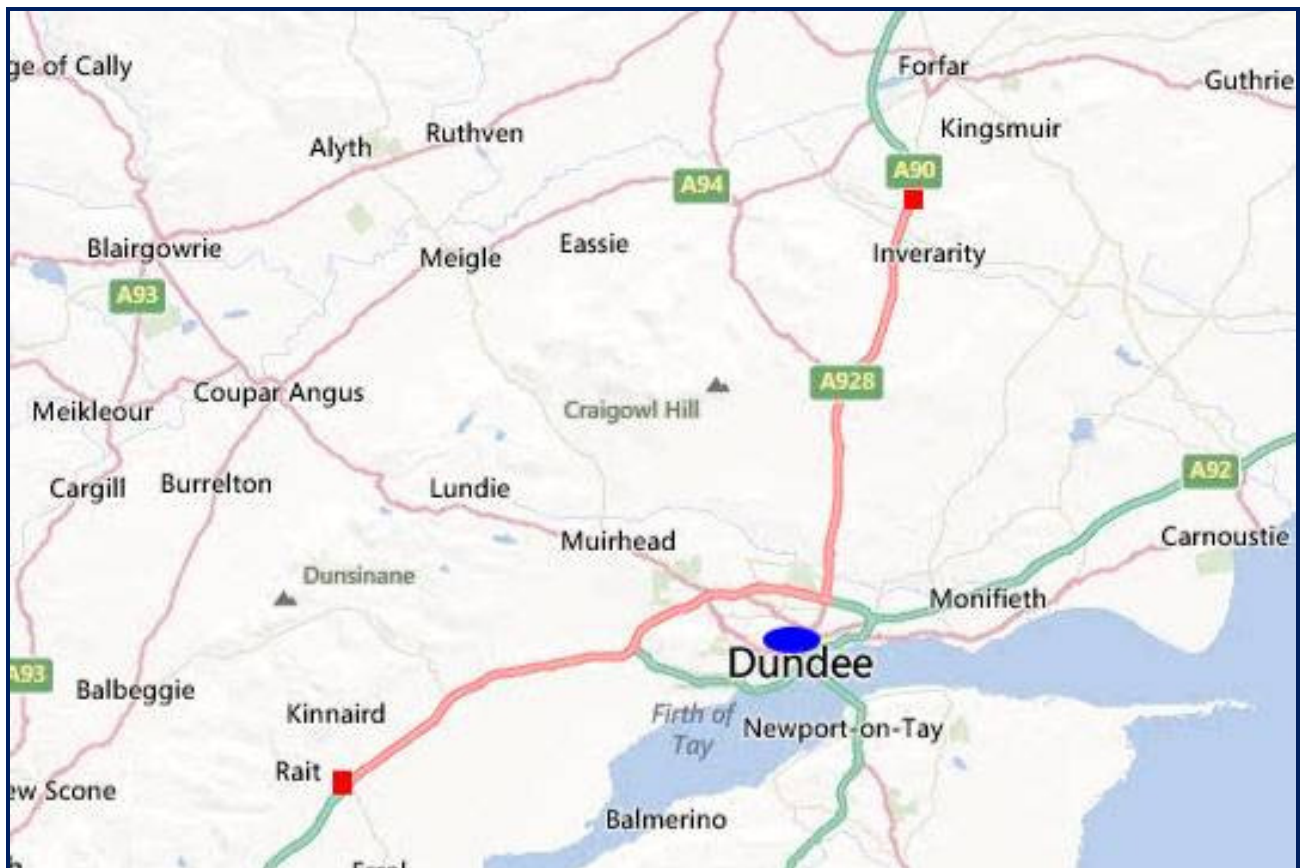 ge of Cally
Forfar
Guthrie
Kingsmuir
Ruthven
Alyth
A90
A94
Eassie
Blairgowrie
Meigle
Inverarity
A93
A928
Coupar Angus
Craigowl Hill
Meikleour
A92
Cargill
Burrelton
Lundie
Muirhead
Carnoustie
Dunsinane
Monifieth
Dundee
A93
Balbeggie
Kinnaird
Firth of
Tay
Newport-on-Tay
Rait
ew Scone
Balmerino